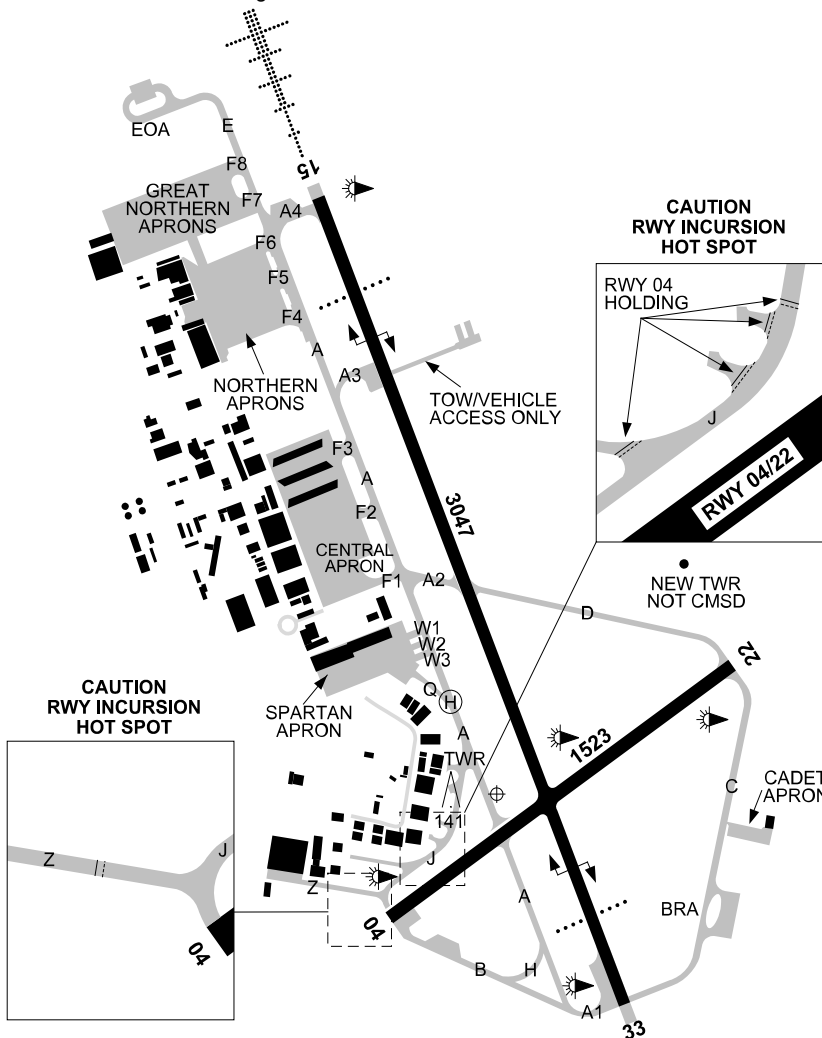 EOA
E
F8
15
GREAT
NORTHERN
APRONS
F7
A4
F6
F5
F4
A
A3
NORTHERN
APRONS
TOW/VEHICLE
ACCESS ONLY
CAUTION
RWY INCURSION
HOT SPOT
RWY 04
HOLDING
J
RWY 04/22
F3
A
F2
3047
CENTRAL
APRON
F1
A2
NEW TWR
NOT CMSD
D
W1
W2
W3
22
Q
H
SPARTAN
APRON
A
TWR
1523
141
C
CADET
APRON
CAUTION
RWY INCURSION
HOT SPOT
Z
J
04
J
Z
04
A
BRA
B
H
A1
33